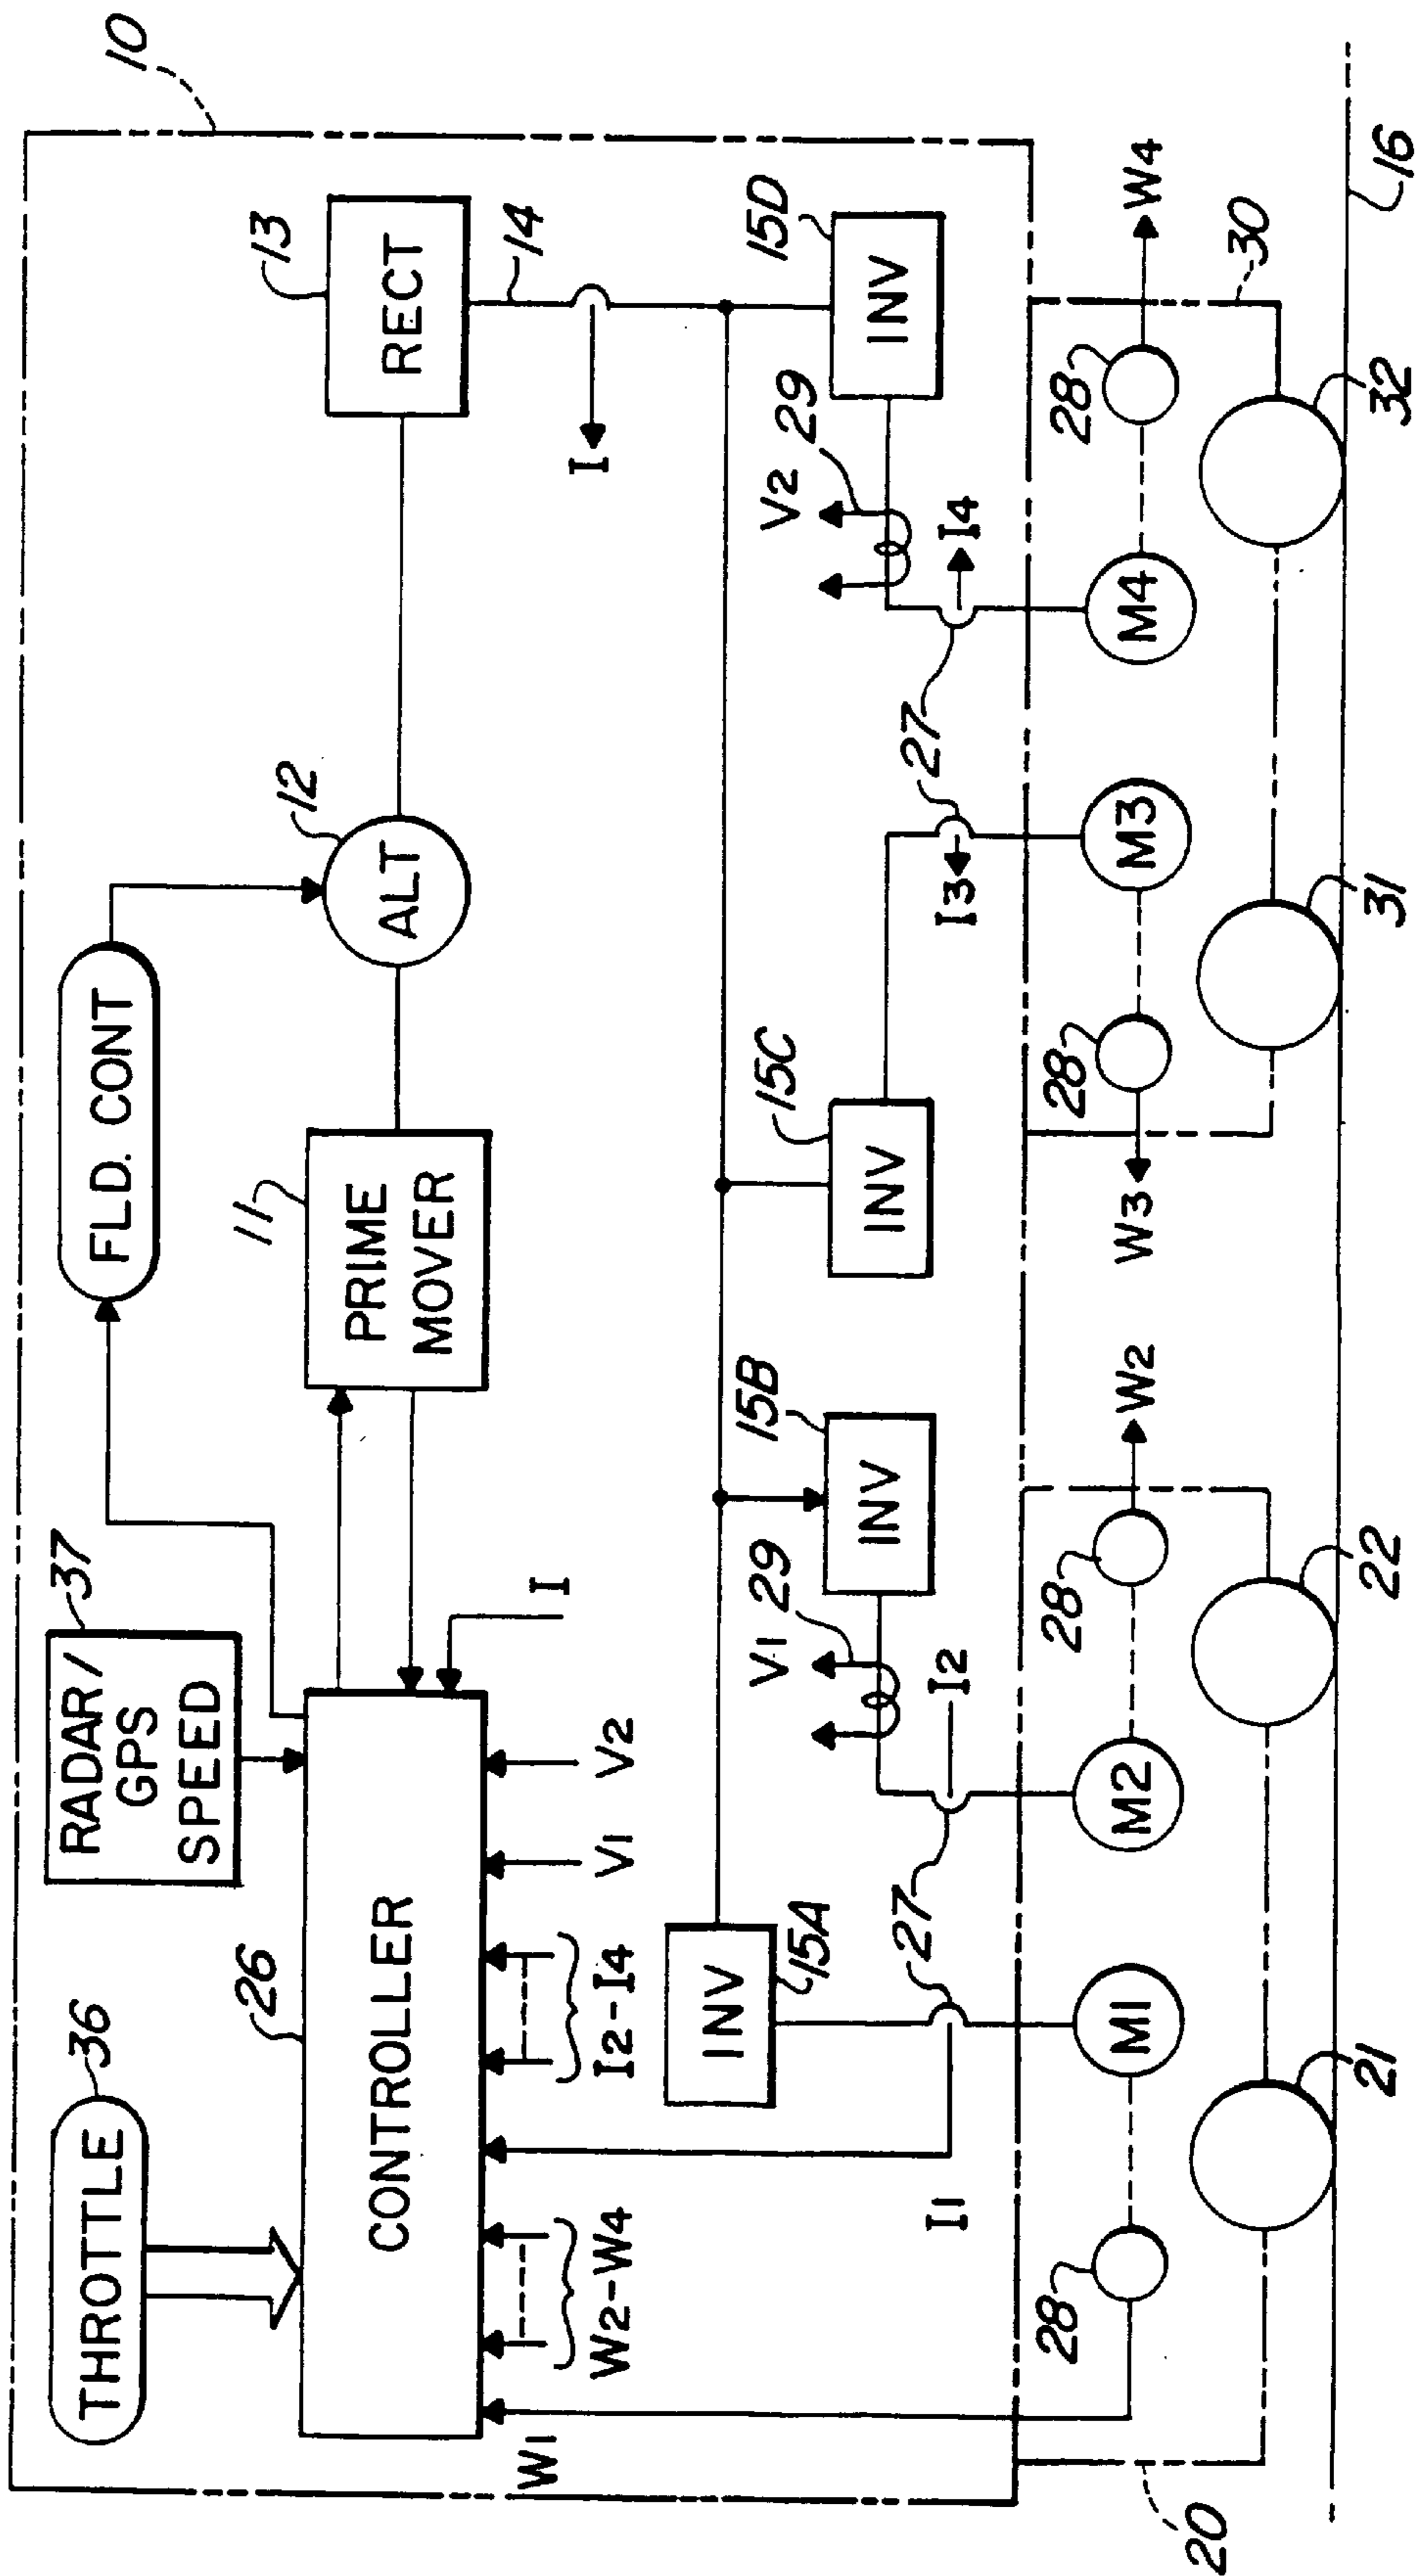 10
THROTTLE
36
RADAR/
GPS
SPEED
37
FLD. CONT
CONTROLLER
26
PRIME
MOVER
11
ALT
12
RECT
13
14
I
I
W1
W2-W4
I1
I2-I4
V1
V2
INV
15A
INV
15B
INV
15C
INV
15D
V1
29
V2
29
27
I2
27
I3
I4
28
M1
M2
28
W2
W3
28
M3
M4
28
W4
20
21
22
31
32
30
16